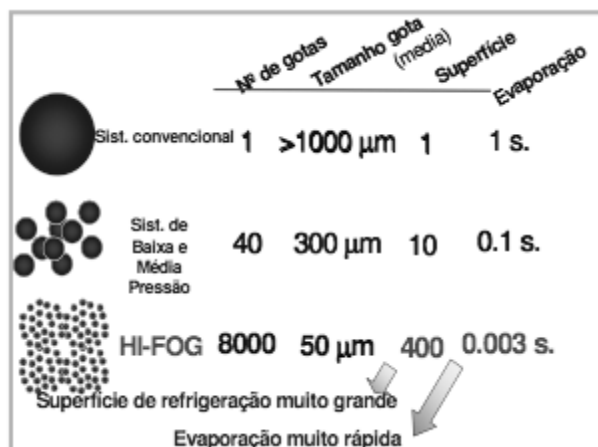 Nº de gotas Tamanho gota (media) Superfície Evaporação
Sist. convencional 1 >1000 µm 1 1 s.
Sist. de Baixa e Média Pressão 40 300 µm 10 0.1 s.
HI-FOG 8000 50 µm 400 0.003 s.
Superficie de refrigeração muito grande
Evaporação muito rápida